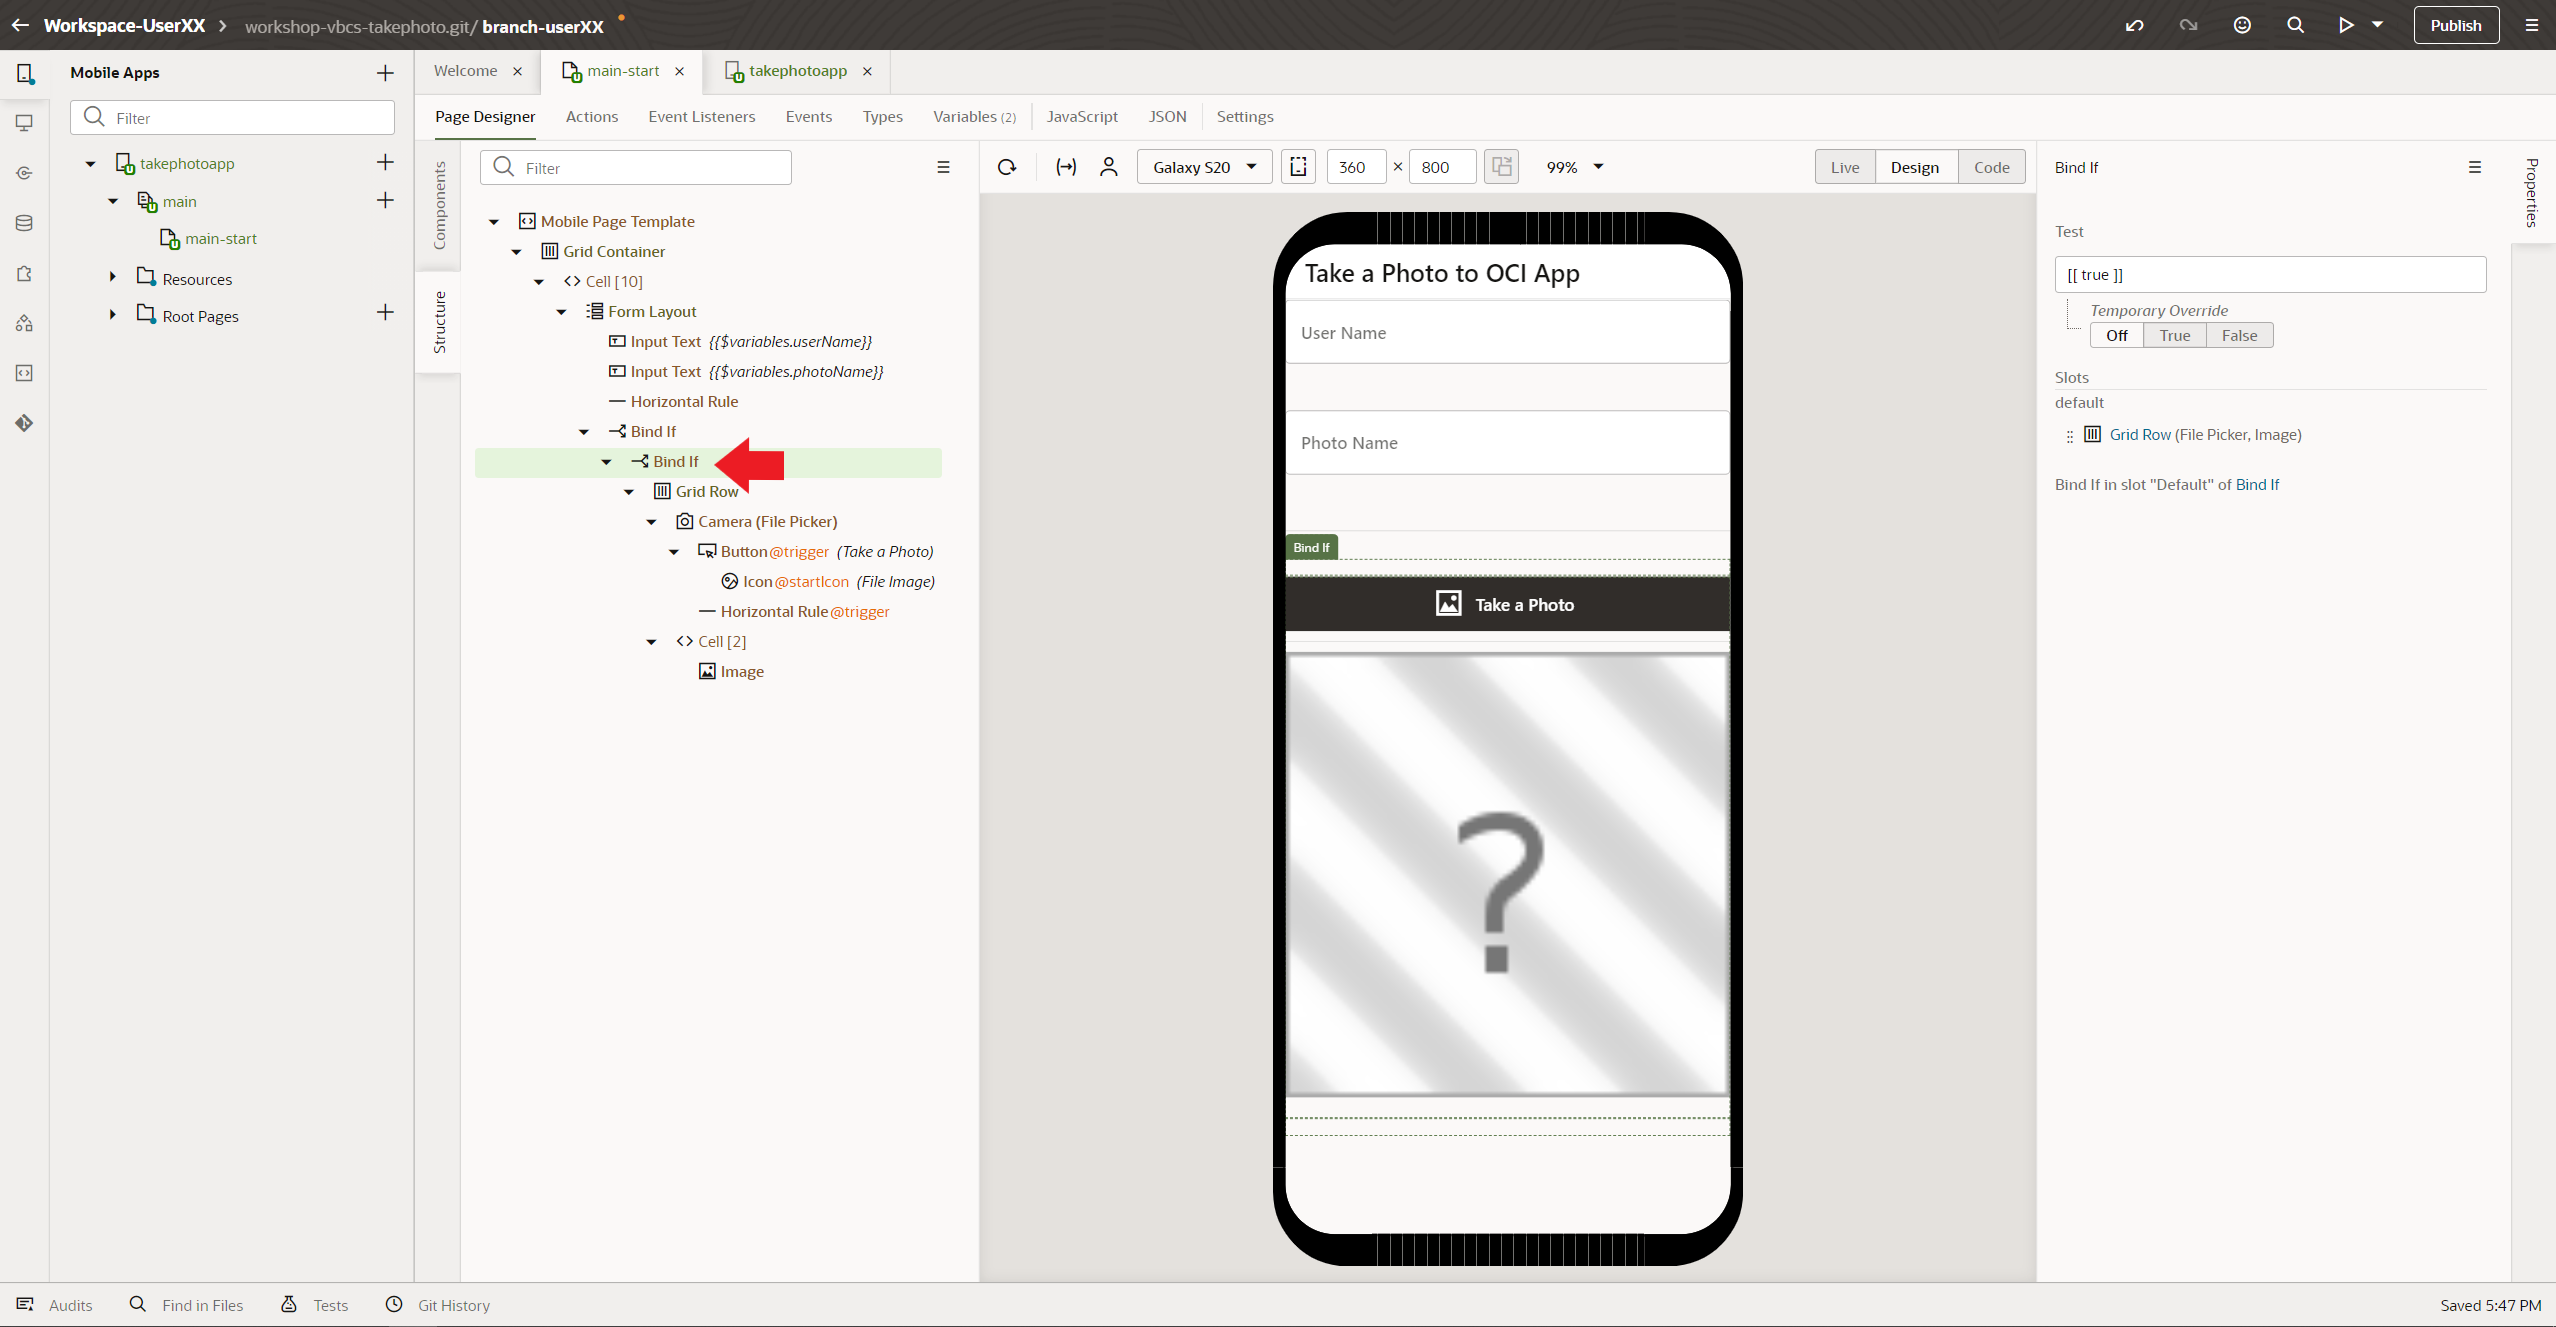 Workspace-UserXX workshop-vbcs-takephoto.git/ branch-userXX
Publish
Mobile Apps
Filter
takephotoapp
main
main-start
Resources
Root Pages
Welcome
main-start
takephotoapp
Page Designer Actions Event Listeners Events Types Variables (2) JavaScript JSON Settings
Components
Structure
Filter
Mobile Page Template
Grid Container
Cell [10]
Form Layout
Input Text {{$variables.userName}}
Input Text {{$variables.photoName}}
Horizontal Rule
Bind If
Bind If
Grid Row
Camera (File Picker)
Button@trigger (Take a Photo)
Icon@startIcon (File Image)
Horizontal Rule@trigger
Cell [2]
Image
Galaxy S20 360 × 800 99% Live Design Code
Take a Photo to OCI App
User Name
Photo Name
Bind If
Take a Photo
?
Bind If
Properties
Test
[[ true ]]
Temporary Override
Off True False
Slots
default
Grid Row (File Picker, Image)
Bind If in slot "Default" of Bind If
Audits Find in Files Tests Git History
Saved 5:47 PM